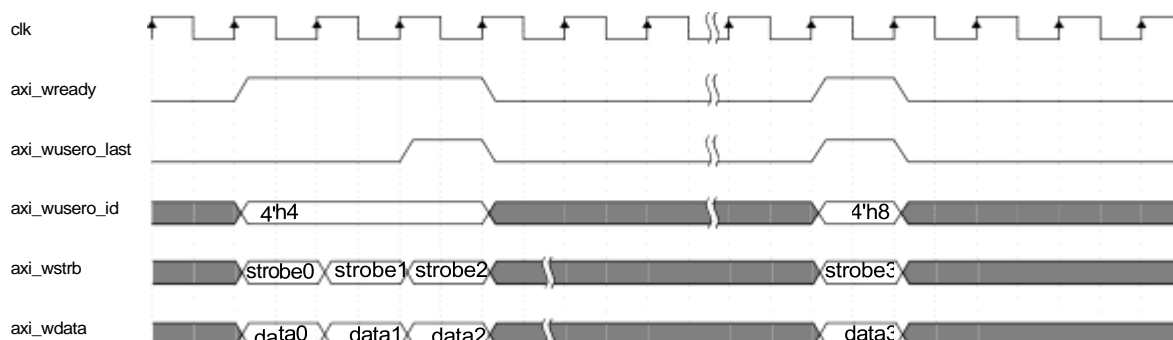 clk
axi_wready
axi_wusero_last
axi_wusero_id 4'h4 4'h8
axi_wstrb strobe0 strobe1 strobe2 strobe3
axi_wdata data0 data1 data2 data3